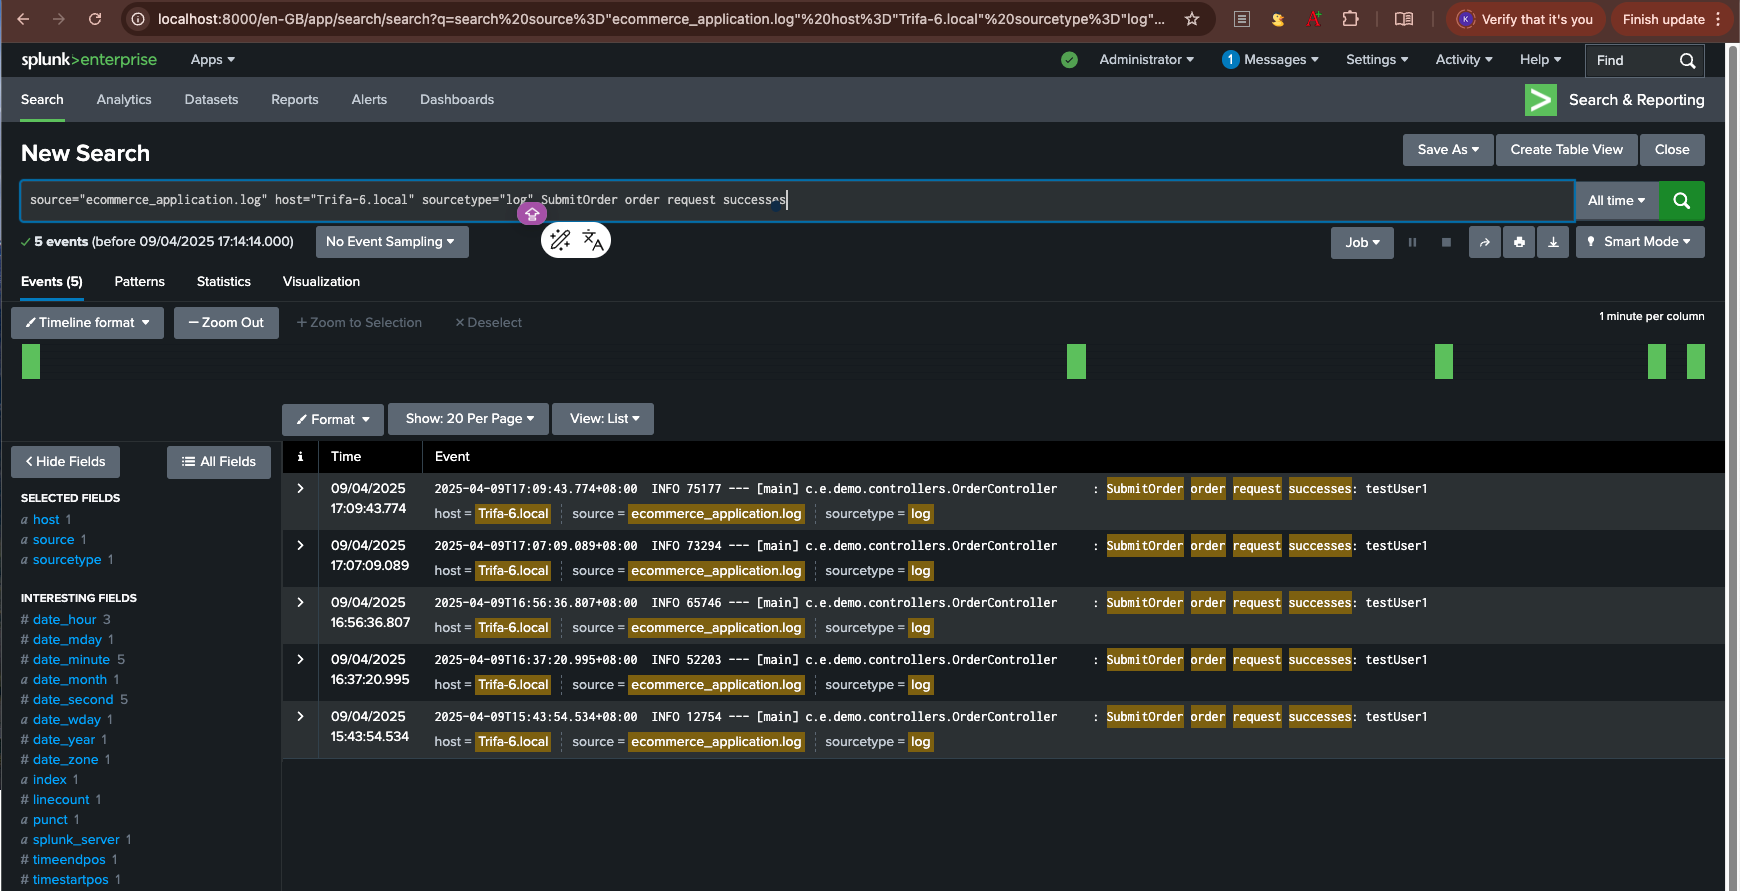 localhost:8000/en-GB/app/search/search?q=search%20source%3D"ecommerce_application.log"%20host%3D"Trifa-6.local"%20sourcetype%3D"log"...
K Verify that it's you
Finish update
splunk>enterprise
Apps
Administrator
1 Messages
Settings
Activity
Help
Find
Search
Analytics
Datasets
Reports
Alerts
Dashboards
Search & Reporting
New Search
Save As
Create Table View
Close
source="ecommerce_application.log" host="Trifa-6.local" sourcetype="log" SubmitOrder order request successes
All time
5 events (before 09/04/2025 17:14:14.000)
No Event Sampling
Job
Smart Mode
Events (5)
Patterns
Statistics
Visualization
Timeline format
— Zoom Out
+ Zoom to Selection
× Deselect
1 minute per column
Format
Show: 20 Per Page
View: List
< Hide Fields
All Fields
SELECTED FIELDS
a host 1
a source 1
a sourcetype 1
INTERESTING FIELDS
# date_hour 3
# date_mday 1
# date_minute 5
a date_month 1
# date_second 5
a date_wday 1
# date_year 1
# date_zone 1
a index 1
# linecount 1
a punct 1
a splunk_server 1
# timeendpos 1
# timestartpos 1
i Time Event
> 09/04/2025 17:09:43.774
2025-04-09T17:09:43.774+08:00 INFO 75177 --- [main] c.e.demo.controllers.OrderController : SubmitOrder order request successes: testUser1
host = Trifa-6.local source = ecommerce_application.log sourcetype = log
> 09/04/2025 17:07:09.089
2025-04-09T17:07:09.089+08:00 INFO 73294 --- [main] c.e.demo.controllers.OrderController : SubmitOrder order request successes: testUser1
host = Trifa-6.local source = ecommerce_application.log sourcetype = log
> 09/04/2025 16:56:36.807
2025-04-09T16:56:36.807+08:00 INFO 65746 --- [main] c.e.demo.controllers.OrderController : SubmitOrder order request successes: testUser1
host = Trifa-6.local source = ecommerce_application.log sourcetype = log
> 09/04/2025 16:37:20.995
2025-04-09T16:37:20.995+08:00 INFO 52203 --- [main] c.e.demo.controllers.OrderController : SubmitOrder order request successes: testUser1
host = Trifa-6.local source = ecommerce_application.log sourcetype = log
> 09/04/2025 15:43:54.534
2025-04-09T15:43:54.534+08:00 INFO 12754 --- [main] c.e.demo.controllers.OrderController : SubmitOrder order request successes: testUser1
host = Trifa-6.local source = ecommerce_application.log sourcetype = log